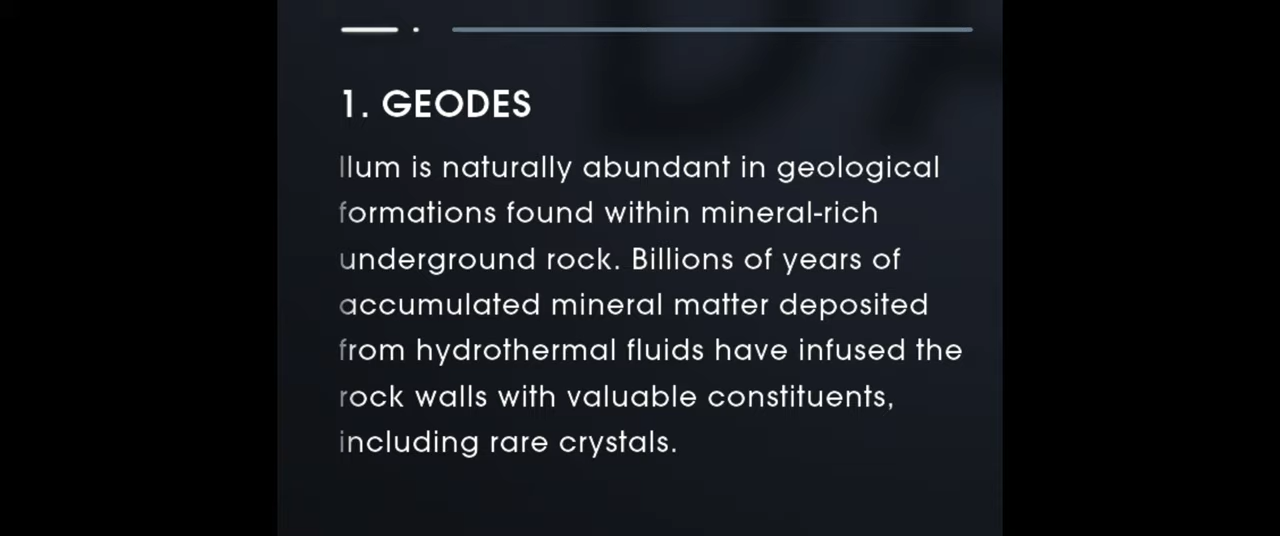 1. GEODES
Ilum is naturally abundant in geological
formations found within mineral-rich
underground rock. Billions of years of
accumulated mineral matter deposited
from hydrothermal fluids have infused the
rock walls with valuable constituents,
including rare crystals.